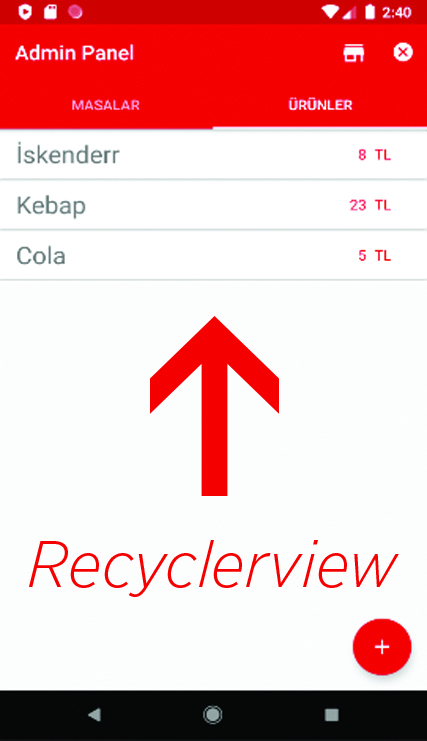 2:40
Admin Panel
MASALAR ÜRÜNLER
İskenderr 8 TL
Kebap 23 TL
Cola 5 TL
Recyclerview
+